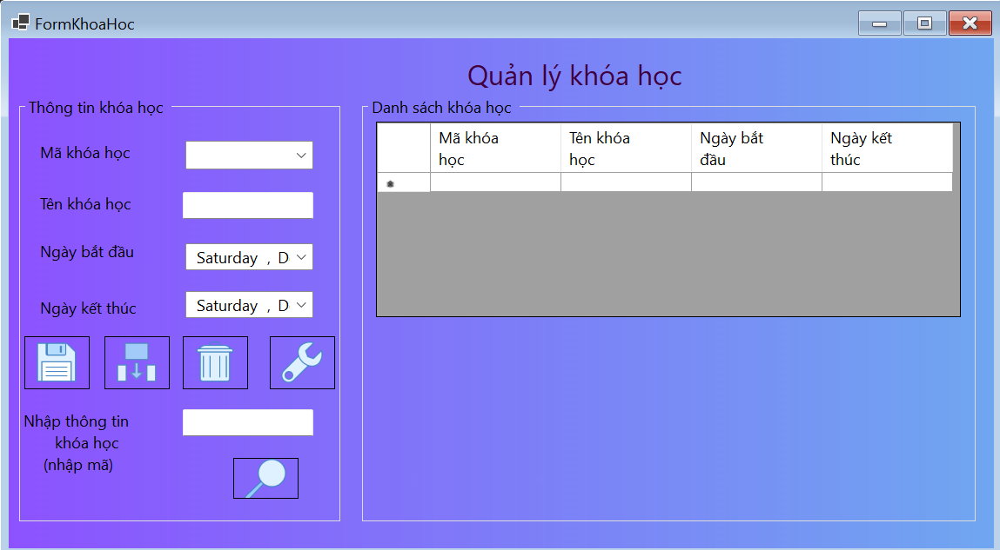 FormKhoaHoc
Quản lý khóa học
Thông tin khóa học
Mã khóa học
Tên khóa học
Ngày bắt đầu
Saturday , D
Ngày kết thúc
Saturday , D
Nhập thông tin
khóa học
(nhập mã)
Danh sách khóa học
Mã khóa
học
Tên khóa
học
Ngày bắt
đầu
Ngày kết
thúc